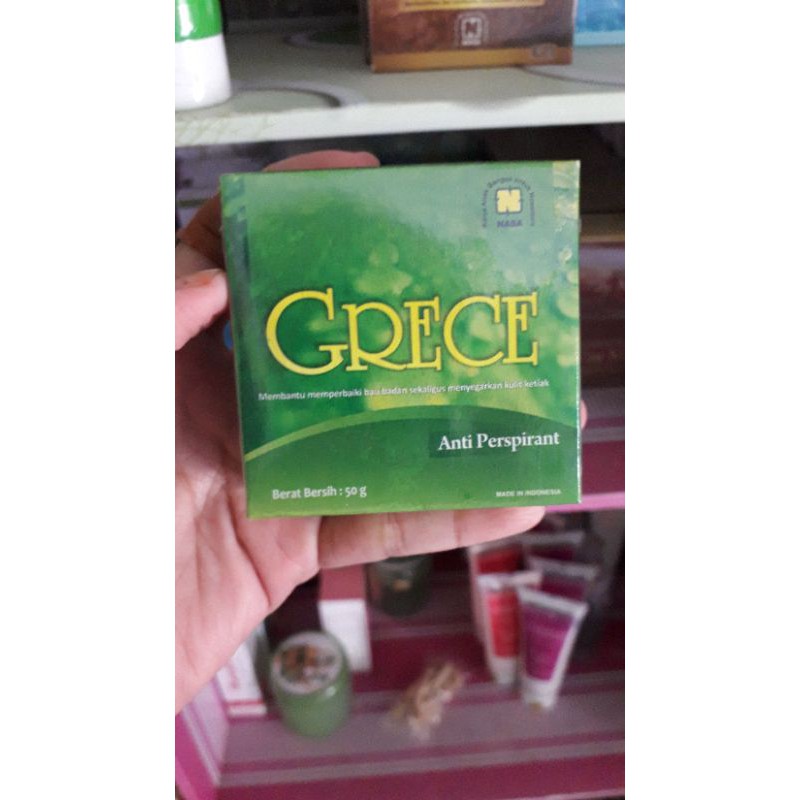 NASA
GRECE
Membantu memperbaiki bau Badan sekaligus menyegarkan kulit ketiak
Anti Perspirant
Berat Bersih : 50 g
MADE IN INDONESIA